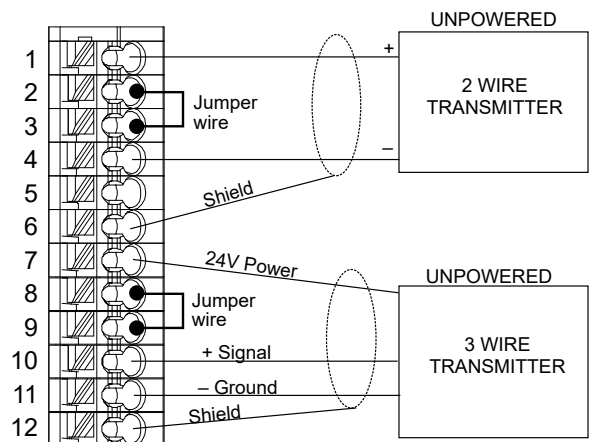 UNPOWERED
1
+
2 WIRE
TRANSMITTER
2
Jumper
wire
3
4
–
5
Shield
6
7
24V Power
UNPOWERED
8
Jumper
wire
9
3 WIRE
TRANSMITTER
10
+ Signal
11
– Ground
Shield
12